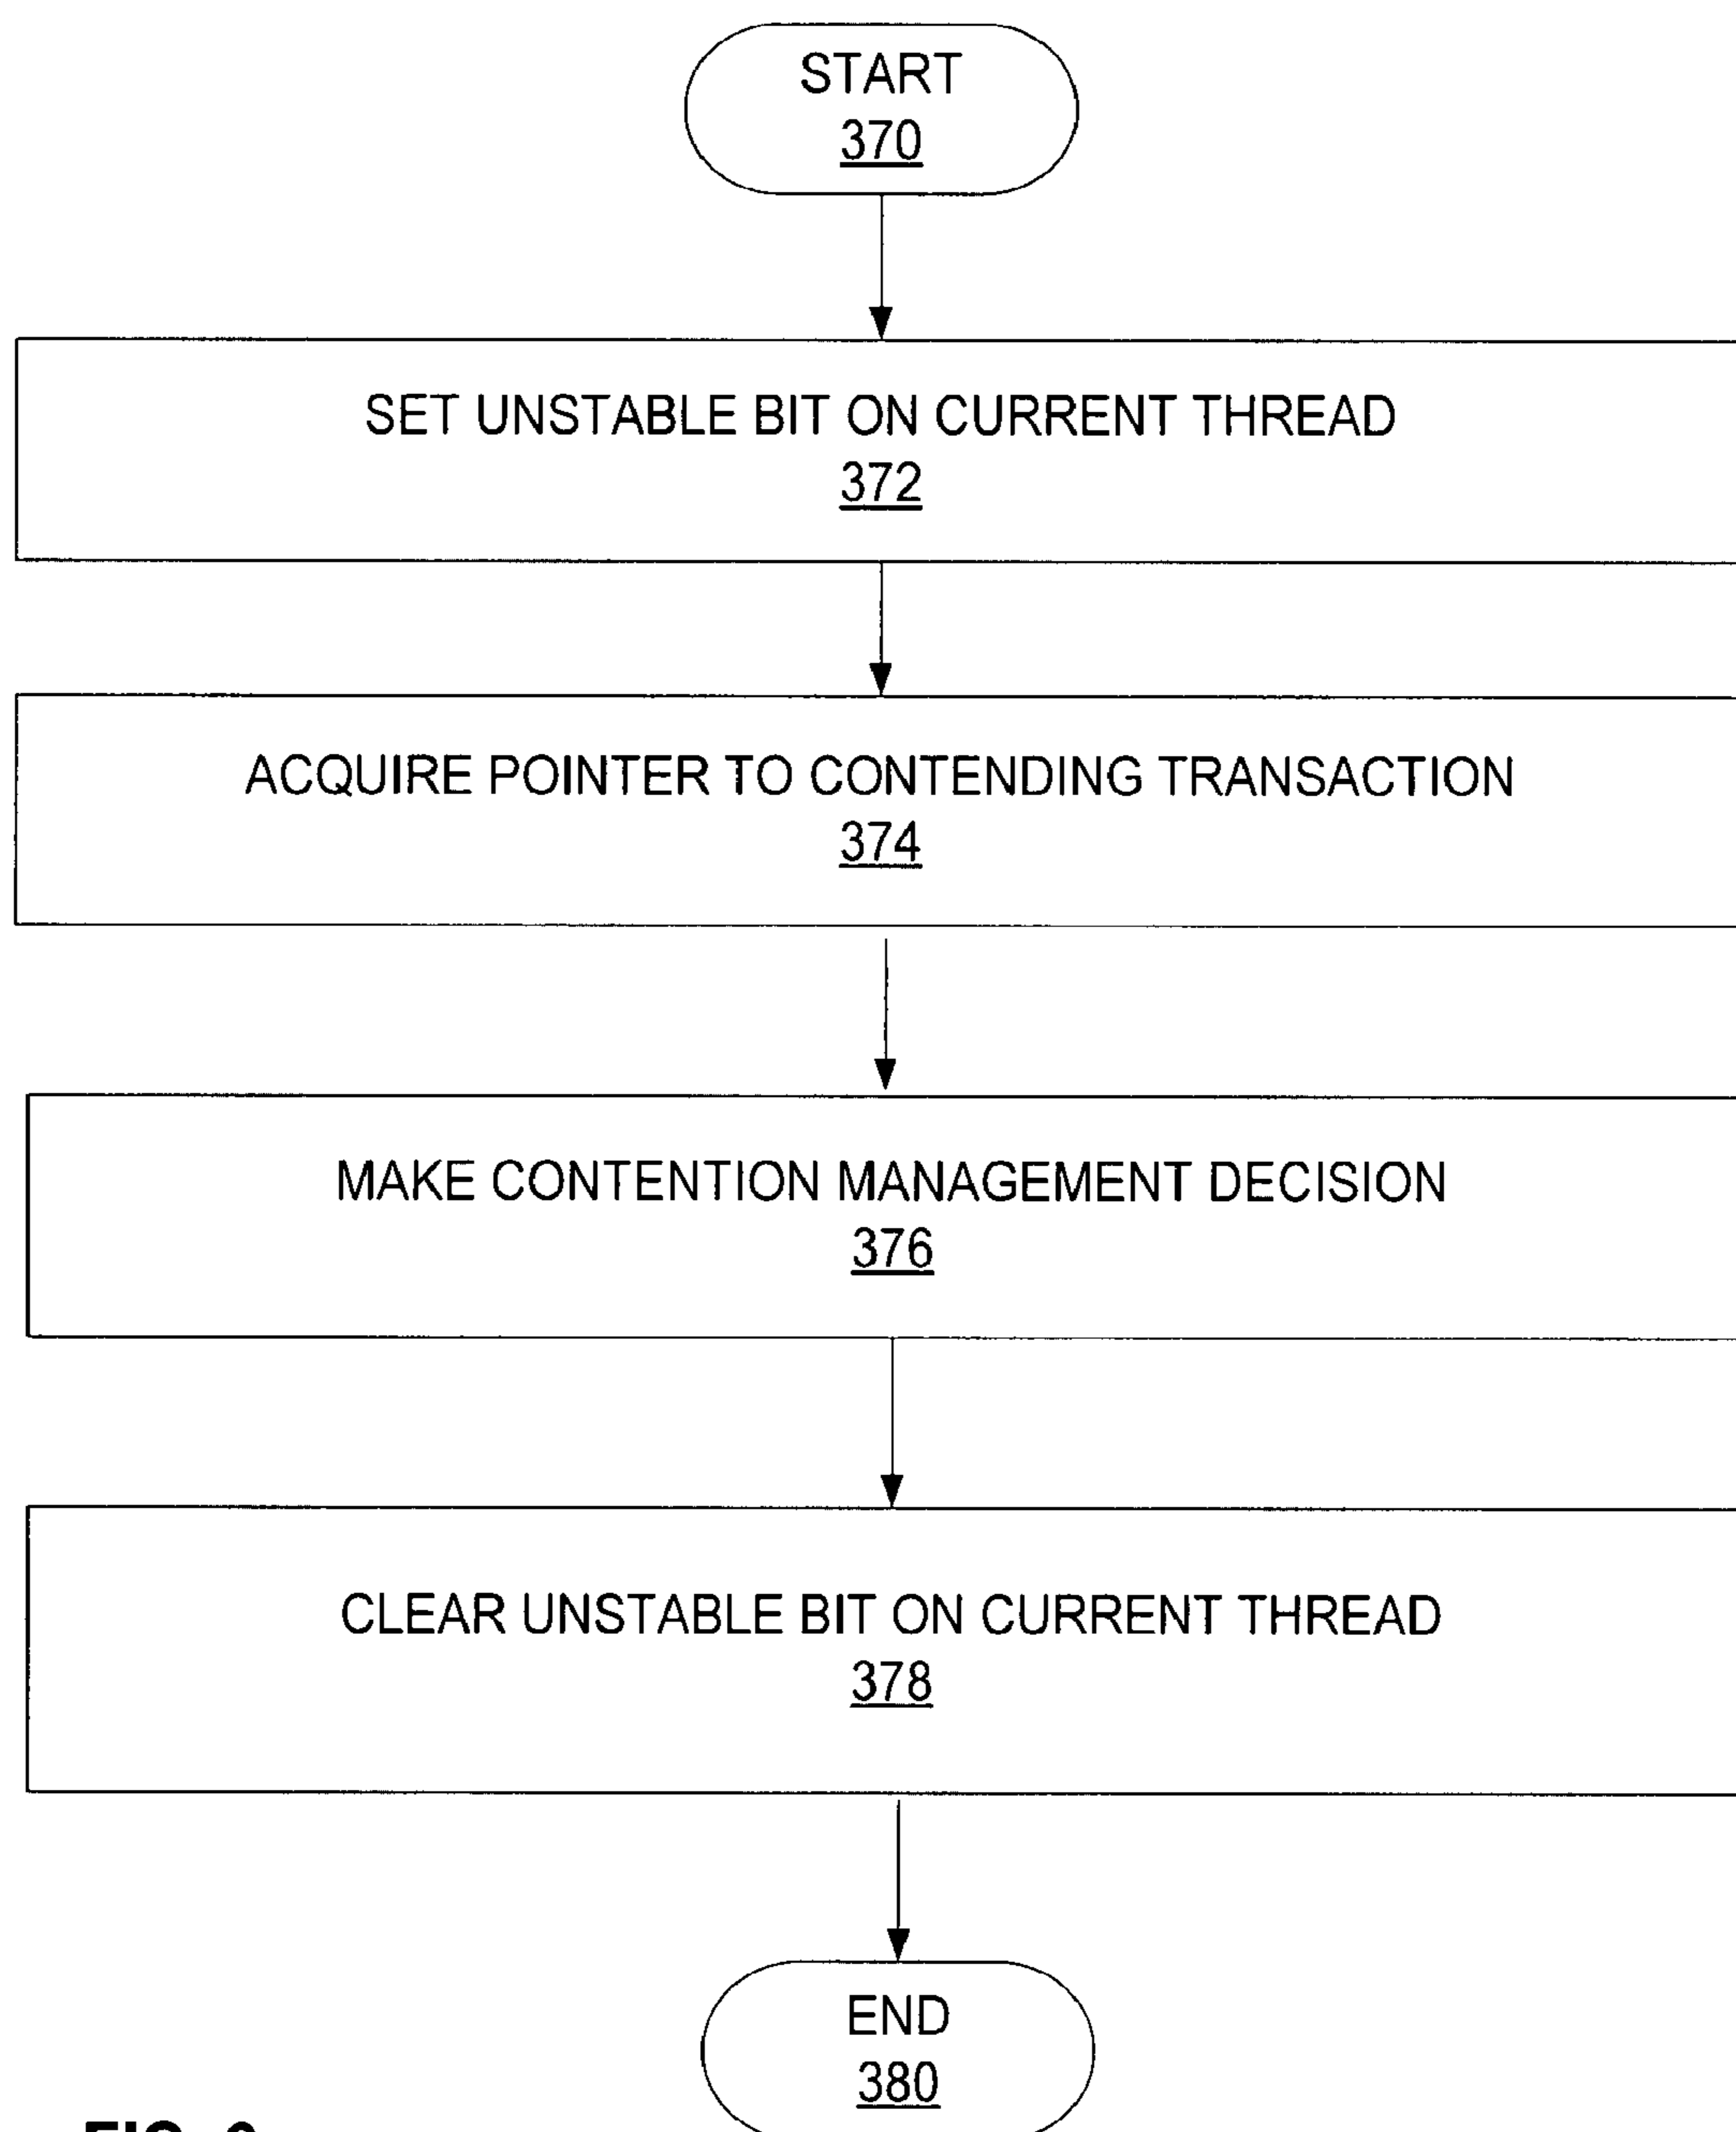 START
370
SET UNSTABLE BIT ON CURRENT THREAD
372
ACQUIRE POINTER TO CONTENDING TRANSACTION
374
MAKE CONTENTION MANAGEMENT DECISION
376
CLEAR UNSTABLE BIT ON CURRENT THREAD
378
END
380